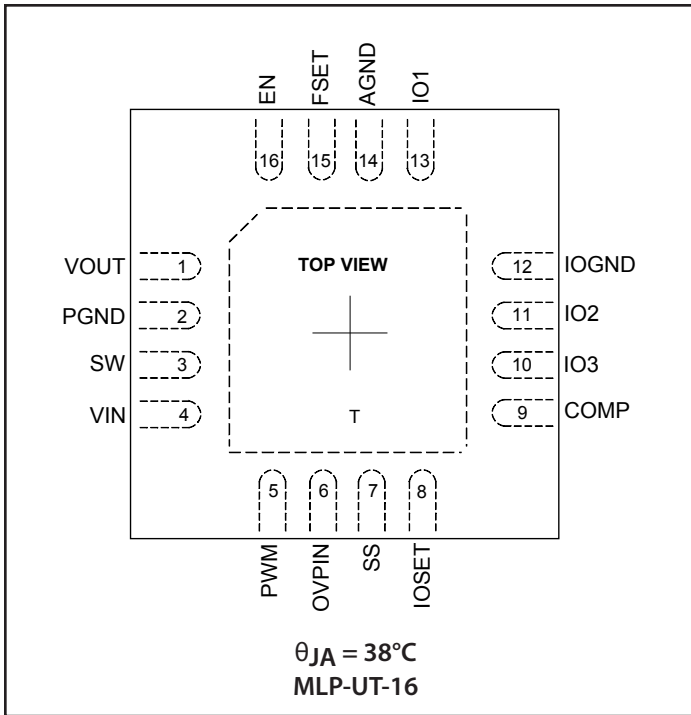 EN FSET AGND IO1
16 15 14 13
VOUT 1 TOP VIEW 12 IOGND
PGND 2 11 IO2
SW 3 10 IO3
VIN 4 T 9 COMP
5 6 7 8
PWM OVPIN SS IOSET
θJA = 38°C
MLP-UT-16